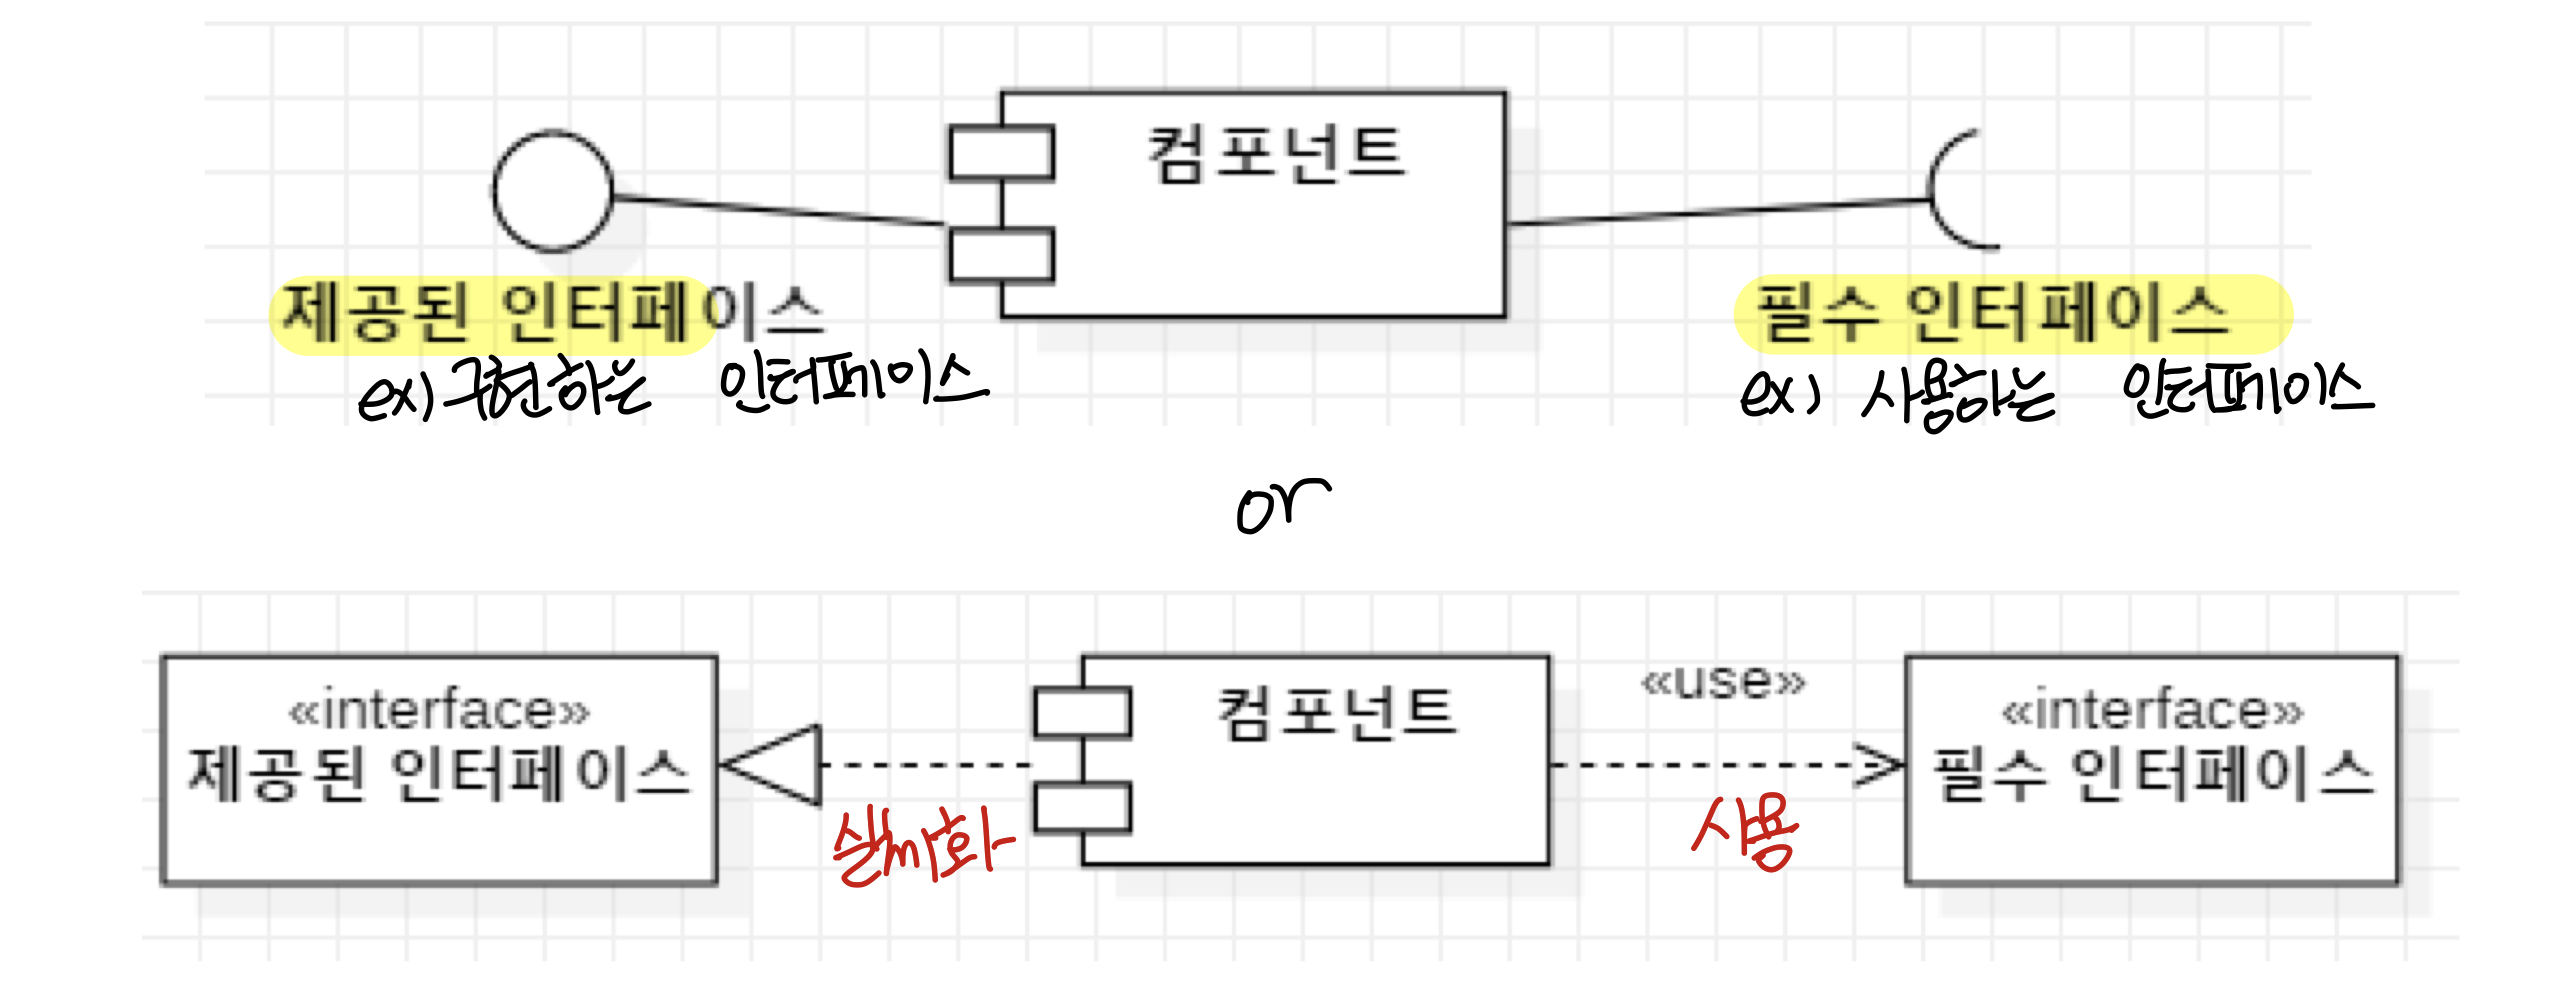 컴포넌트
제공된 인터페이스
필수 인터페이스
ex) 구현하는 인터페이스
ex) 사용하는 인터페이스
or
«interface»
제공된 인터페이스
실체화
컴포넌트
«use»
사용
«interface»
필수 인터페이스